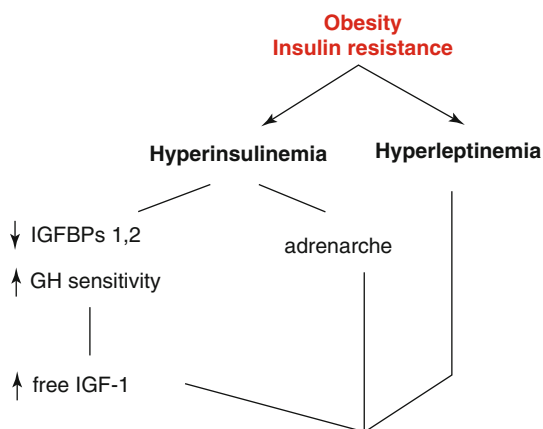 Obesity
Insulin resistance
Hyperinsulinemia
Hyperleptinemia
↓ IGFBPs 1,2
adrenarche
↑ GH sensitivity
↑ free IGF-1